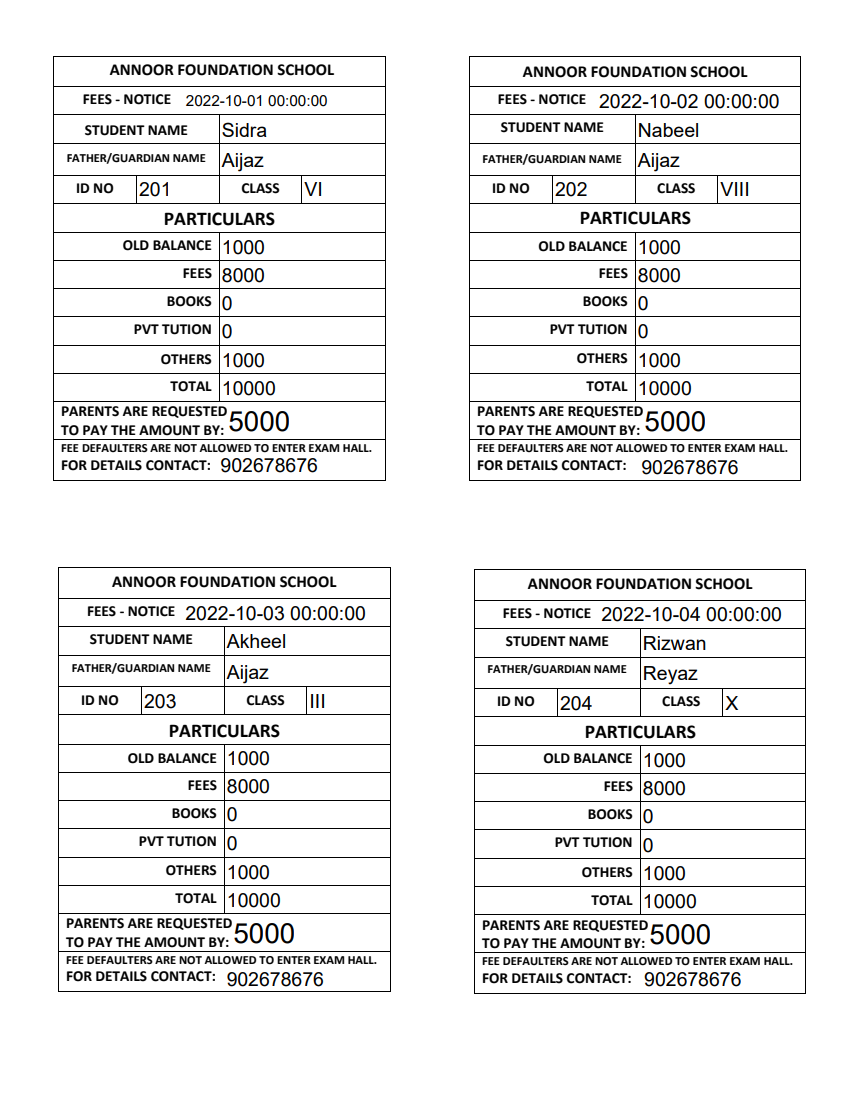 ANNOOR FOUNDATION SCHOOL
FEES - NOTICE 2022-10-01 00:00:00
STUDENT NAME Sidra
FATHER/GUARDIAN NAME Aijaz
ID NO 201 CLASS VI
PARTICULARS
OLD BALANCE 1000
FEES 8000
BOOKS 0
PVT TUTION 0
OTHERS 1000
TOTAL 10000
PARENTS ARE REQUESTED
TO PAY THE AMOUNT BY: 5000
FEE DEFAULTERS ARE NOT ALLOWED TO ENTER EXAM HALL.
FOR DETAILS CONTACT: 902678676
ANNOOR FOUNDATION SCHOOL
FEES - NOTICE 2022-10-02 00:00:00
STUDENT NAME Nabeel
FATHER/GUARDIAN NAME Aijaz
ID NO 202 CLASS VIII
PARTICULARS
OLD BALANCE 1000
FEES 8000
BOOKS 0
PVT TUTION 0
OTHERS 1000
TOTAL 10000
PARENTS ARE REQUESTED
TO PAY THE AMOUNT BY: 5000
FEE DEFAULTERS ARE NOT ALLOWED TO ENTER EXAM HALL.
FOR DETAILS CONTACT: 902678676
ANNOOR FOUNDATION SCHOOL
FEES - NOTICE 2022-10-03 00:00:00
STUDENT NAME Akheel
FATHER/GUARDIAN NAME Aijaz
ID NO 203 CLASS III
PARTICULARS
OLD BALANCE 1000
FEES 8000
BOOKS 0
PVT TUTION 0
OTHERS 1000
TOTAL 10000
PARENTS ARE REQUESTED
TO PAY THE AMOUNT BY: 5000
FEE DEFAULTERS ARE NOT ALLOWED TO ENTER EXAM HALL.
FOR DETAILS CONTACT: 902678676
ANNOOR FOUNDATION SCHOOL
FEES - NOTICE 2022-10-04 00:00:00
STUDENT NAME Rizwan
FATHER/GUARDIAN NAME Reyaz
ID NO 204 CLASS X
PARTICULARS
OLD BALANCE 1000
FEES 8000
BOOKS 0
PVT TUTION 0
OTHERS 1000
TOTAL 10000
PARENTS ARE REQUESTED
TO PAY THE AMOUNT BY: 5000
FEE DEFAULTERS ARE NOT ALLOWED TO ENTER EXAM HALL.
FOR DETAILS CONTACT: 902678676